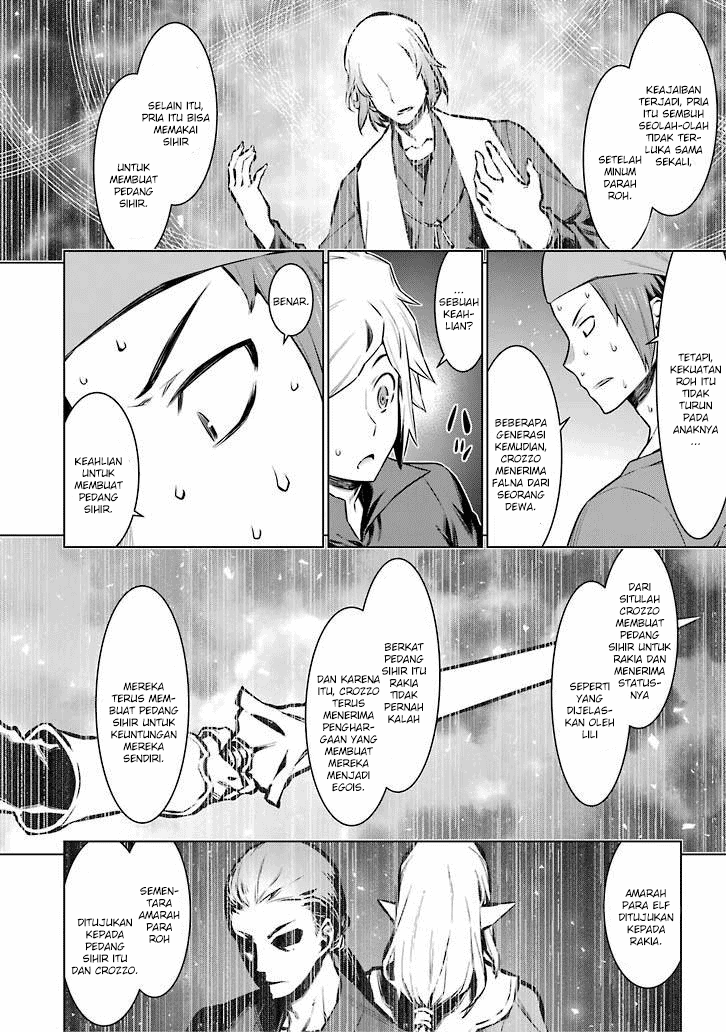 KEAJAIBAN
TERJADI, PRIA
ITU SEMBUH
SEOLAH-OLAH
TIDAK TER-
LUKA SAMA
SEKALI,
SETELAH
MINUM
DARAH ROH.
SELAIN ITU,
PRIA ITU BISA
MEMAKAI
SIHIR
UNTUK
MEMBUAT
PEDANG
SIHIR.
TETAPI,
KEKUATAN
ROH ITU
TIDAK
TURUN
PADA
ANAKNYA
...
BEBERAPA
GENERASI
KEMUDIAN,
CROZZO
MENERIMA
FALNA DARI
SEORANG
DEWA.
...
SEBUAH
KEAH-
LIAN?
BENAR.
KEAHLIAN
UNTUK
MEMBUAT
PEDANG
SIHIR.
DARI
SITULAH
CROZZO
MEMBUAT
PEDANG
SIHIR UNTUK
RAKIA DAN
MENERIMA
STATUS-
NYA
SEPERTI
YANG
DIJELAS-
KAN OLEH
LILI
BERKAT
PEDANG
SIHIR ITU
RAKIA
TIDAK
PERNAH
KALAH
DAN KARENA
ITU, CROZZO
TERUS
MENERIMA
PENGHAR-
GAAN YANG
MEMBUAT
MEREKA
MENJADI
EGOIS.
MEREKA
TERUS MEM-
BUAT PEDANG
SIHIR UNTUK
KEUNTUNGAN
MEREKA
SENDIRI.
AMARAH
PARA ELF
DITUJUKAN
KEPADA
RAKIA.
SEMEN-
TARA
AMARAH
PARA
ROH
DITUJUKAN
KEPADA
PEDANG
SIHIR ITU
DAN CROZZO.